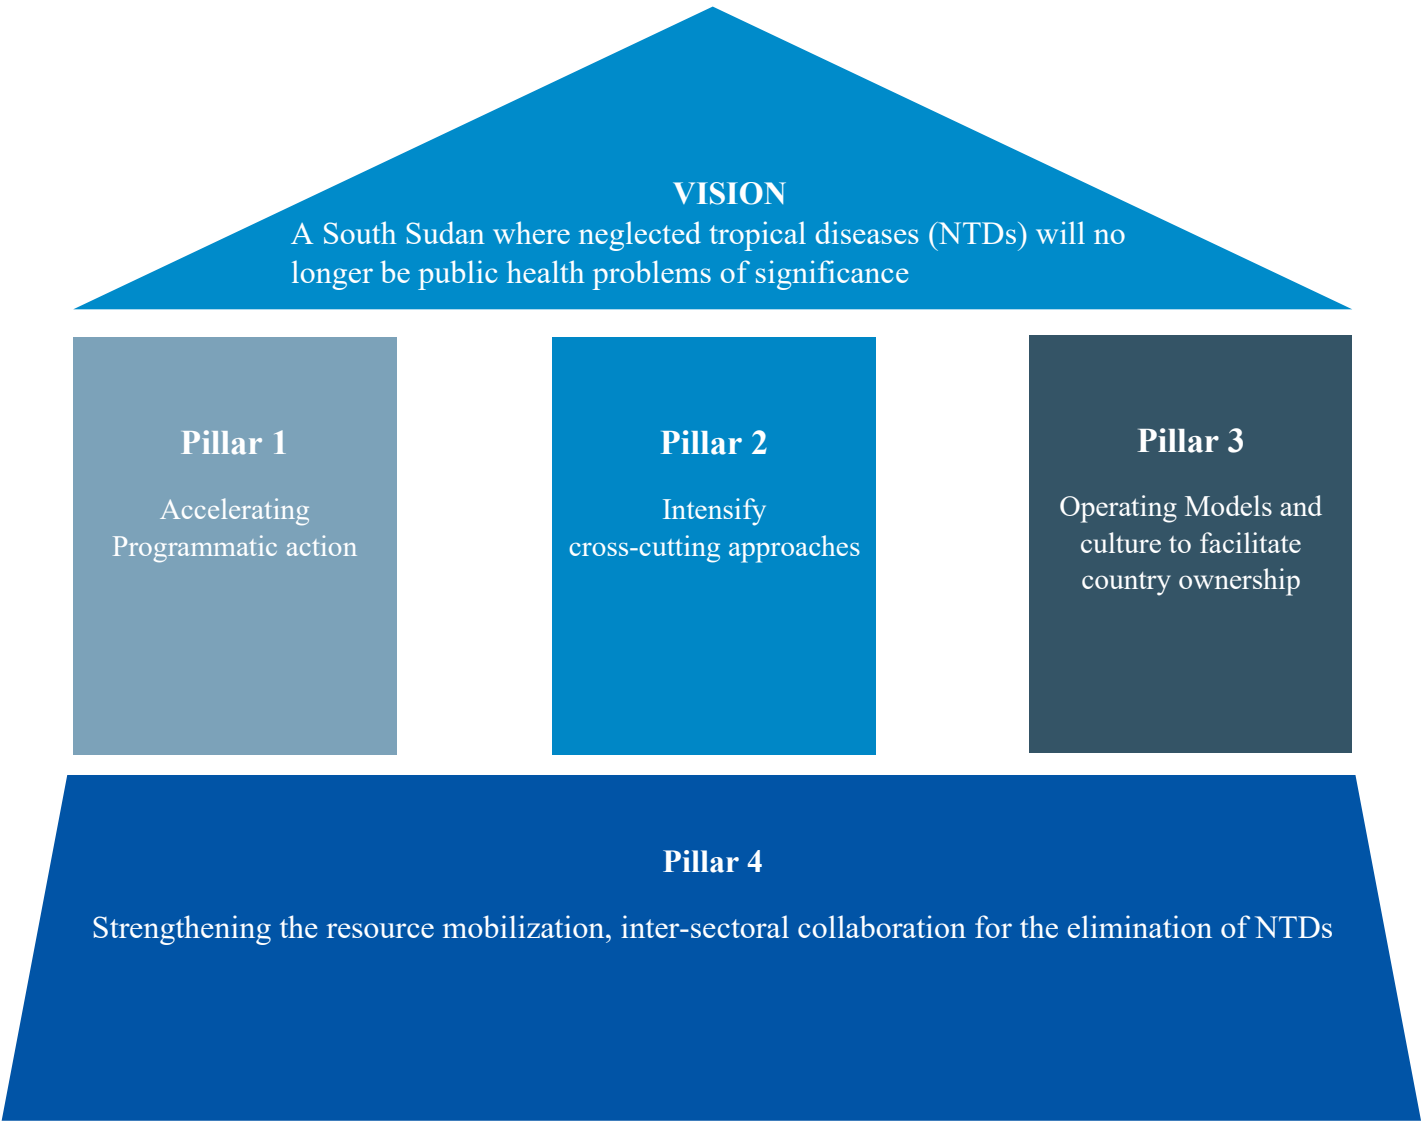 VISION
A South Sudan where neglected tropical diseases (NTDs) will no
longer be public health problems of significance
Pillar 1
Accelerating
Programmatic action
Pillar 2
Intensify
cross-cutting approaches
Pillar 3
Operating Models and
culture to facilitate
country ownership
Pillar 4
Strengthening the resource mobilization, inter-sectoral collaboration for the elimination of NTDs